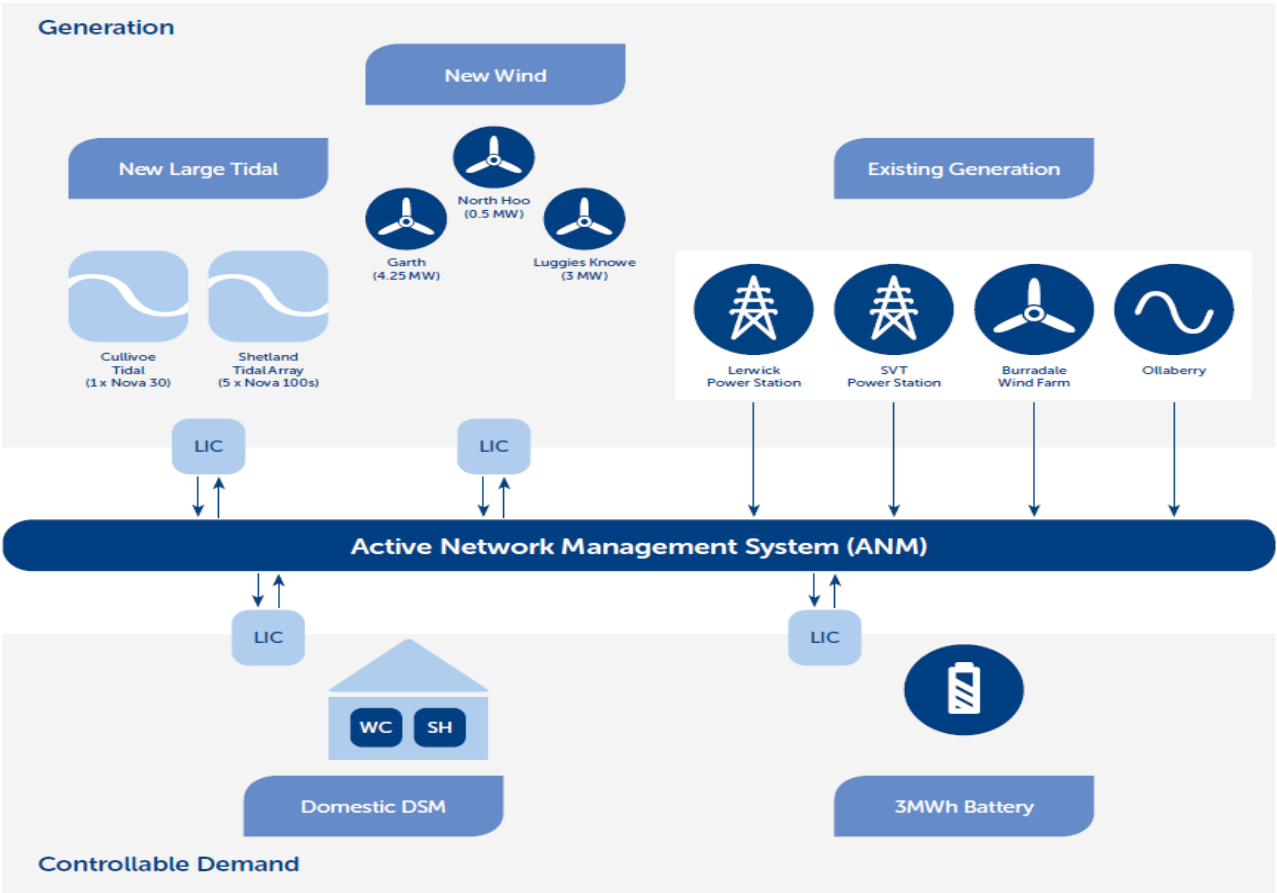 Generation
New Wind
New Large Tidal
Existing Generation
North Hoo
(0.5 MW)
Garth
(4.25 MW)
Luggies Knowe
(3 MW)
Cullivoe
Tidal
(1 x Nova 30)
Shetland
Tidal Array
(5 x Nova 100s)
Lerwick
Power Station
SVT
Power Station
Burradale
Wind Farm
Ollaberry
LIC
LIC
Active Network Management System (ANM)
LIC
LIC
WC
SH
Domestic DSM
3MWh Battery
Controllable Demand